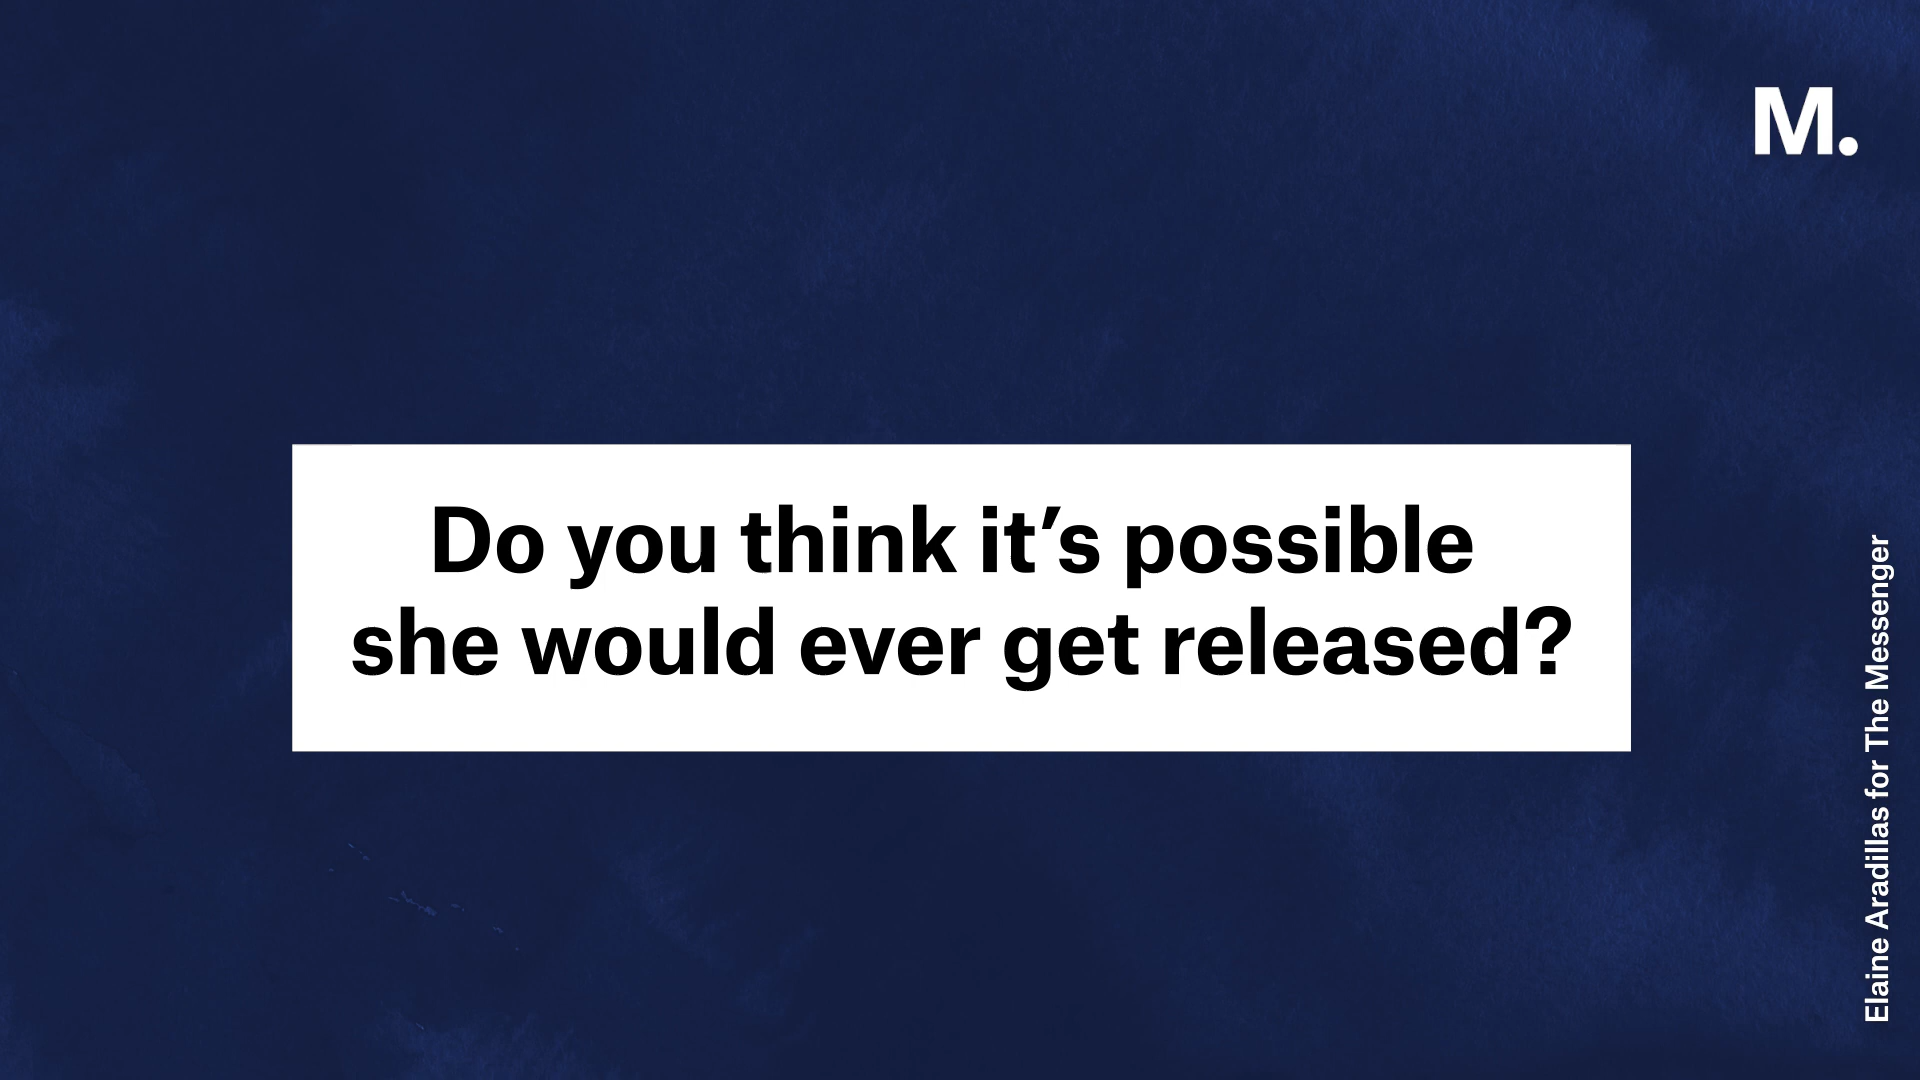 M.
Do you think it’s possible
she would ever get released?
Elaine Aradillas for The Messenger